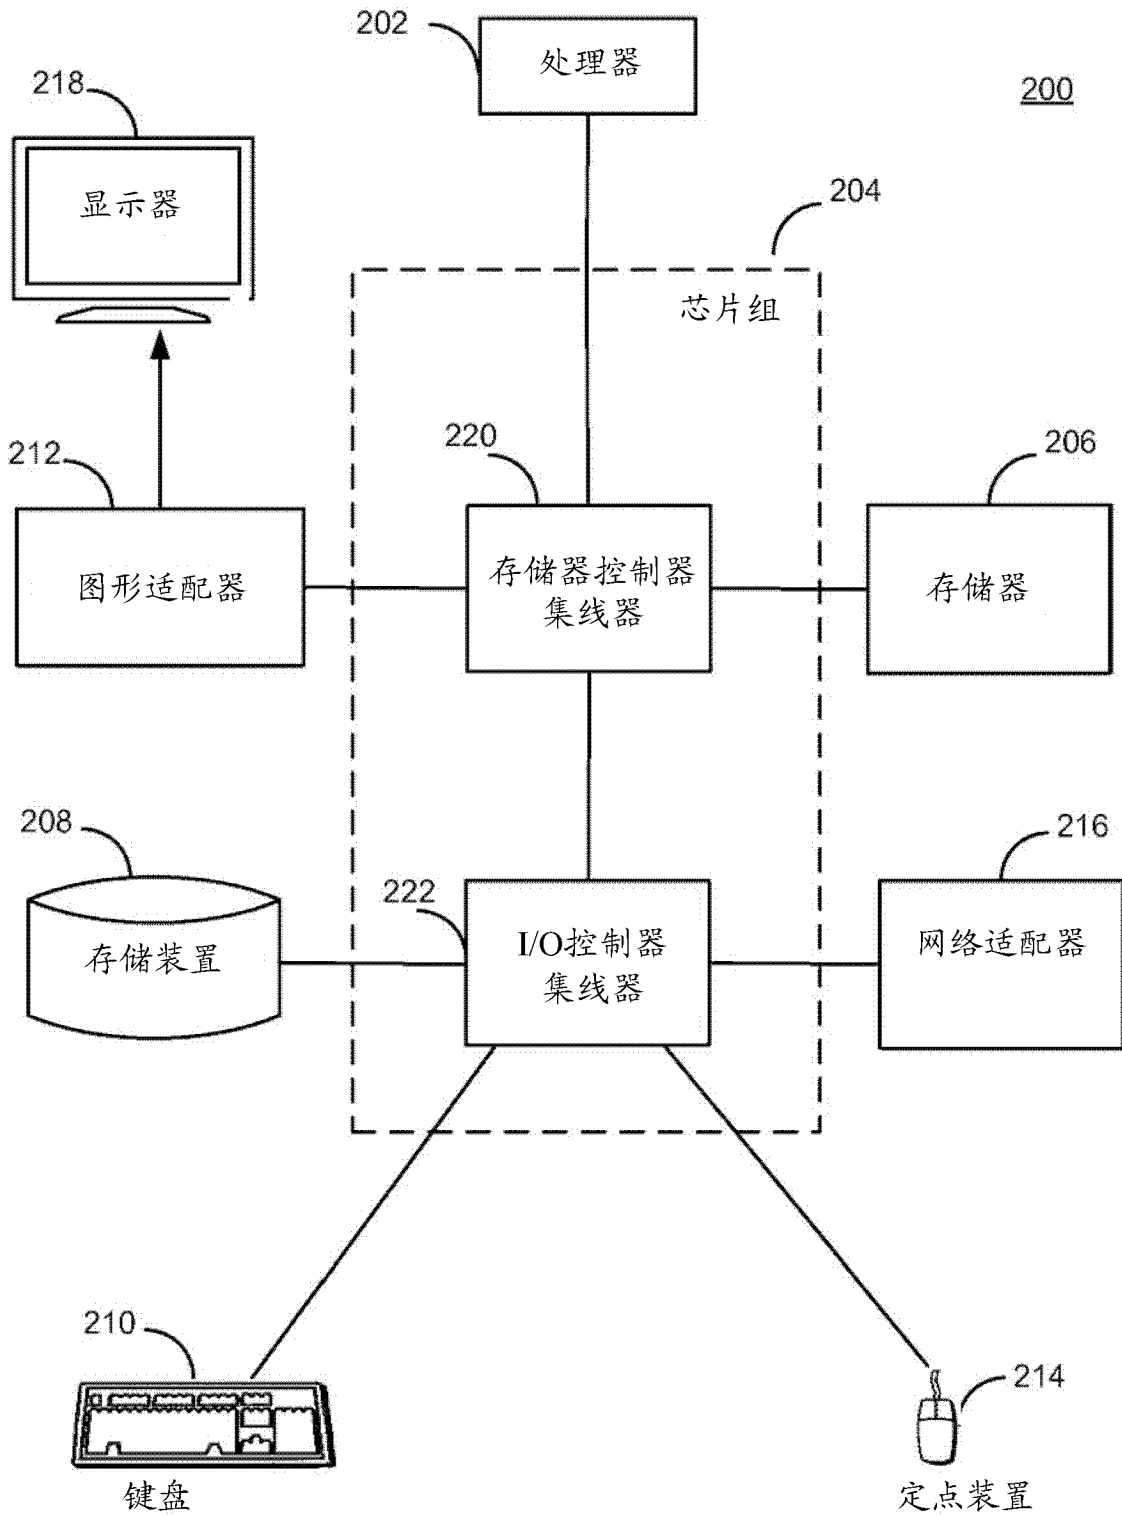 202
处理器
200
218
显示器
204
芯片组
212
220
206
图形适配器
存储器控制器
集线器
存储器
208
222
216
存储装置
I/O控制器
集线器
网络适配器
210
键盘
214
定点装置